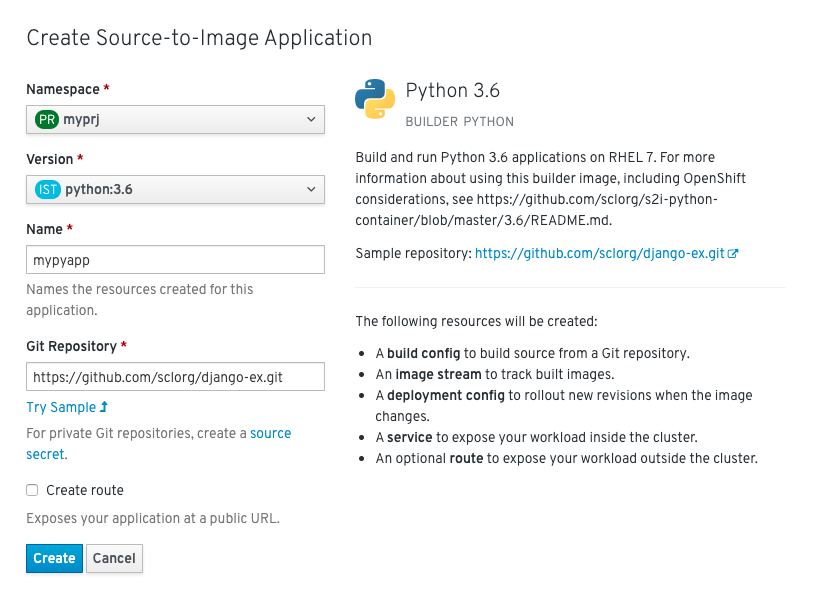 Create Source-to-Image Application
Namespace *
PR myprj
Version *
IST python:3.6
Name *
mypyapp
Names the resources created for this
application.
Git Repository *
https://github.com/sclorg/django-ex.git
Try Sample
For private Git repositories, create a source
secret.
Create route
Exposes your application at a public URL.
Create Cancel
Python 3.6
BUILDER PYTHON
Build and run Python 3.6 applications on RHEL 7. For more
information about using this builder image, including OpenShift
considerations, see https://github.com/sclorg/s2i-python-
container/blob/master/3.6/README.md.
Sample repository: https://github.com/sclorg/django-ex.git
The following resources will be created:
• A build config to build source from a Git repository.
• An image stream to track built images.
• A deployment config to rollout new revisions when the image
changes.
• A service to expose your workload inside the cluster.
• An optional route to expose your workload outside the cluster.